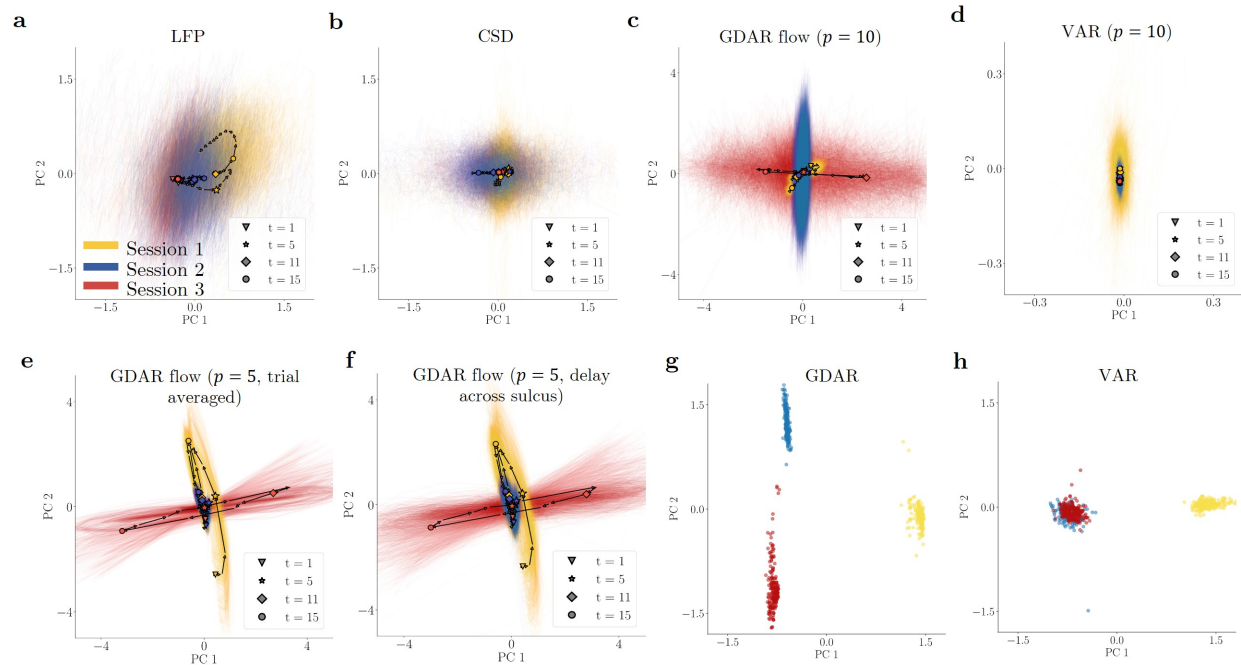 a
LFP
1.5
0.0
−1.5
PC 2
−1.5
0.0
1.5
PC 1
Session 1
Session 2
Session 3
t = 1
t = 5
t = 11
t = 15
b
CSD
1.5
0.0
−1.5
PC 2
−1.5
0.0
1.5
PC 1
t = 1
t = 5
t = 11
t = 15
c
GDAR flow (p = 10)
4
0
−4
PC 2
−4
0
4
PC 1
t = 1
t = 5
t = 11
t = 15
d
VAR (p = 10)
0.3
0.0
−0.3
PC 2
−0.3
0.0
0.3
PC 1
t = 1
t = 5
t = 11
t = 15
e
GDAR flow (p = 5, trial
averaged)
4
0
−4
PC 2
−4
0
4
PC 1
t = 1
t = 5
t = 11
t = 15
f
GDAR flow (p = 5, delay
across sulcus)
4
0
−4
PC 2
−4
0
4
PC 1
t = 1
t = 5
t = 11
t = 15
g
GDAR
1.5
0.0
−1.5
PC 2
−1.5
0.0
1.5
PC 1
h
VAR
1.5
0.0
−1.5
PC 2
−1.5
0.0
1.5
PC 1